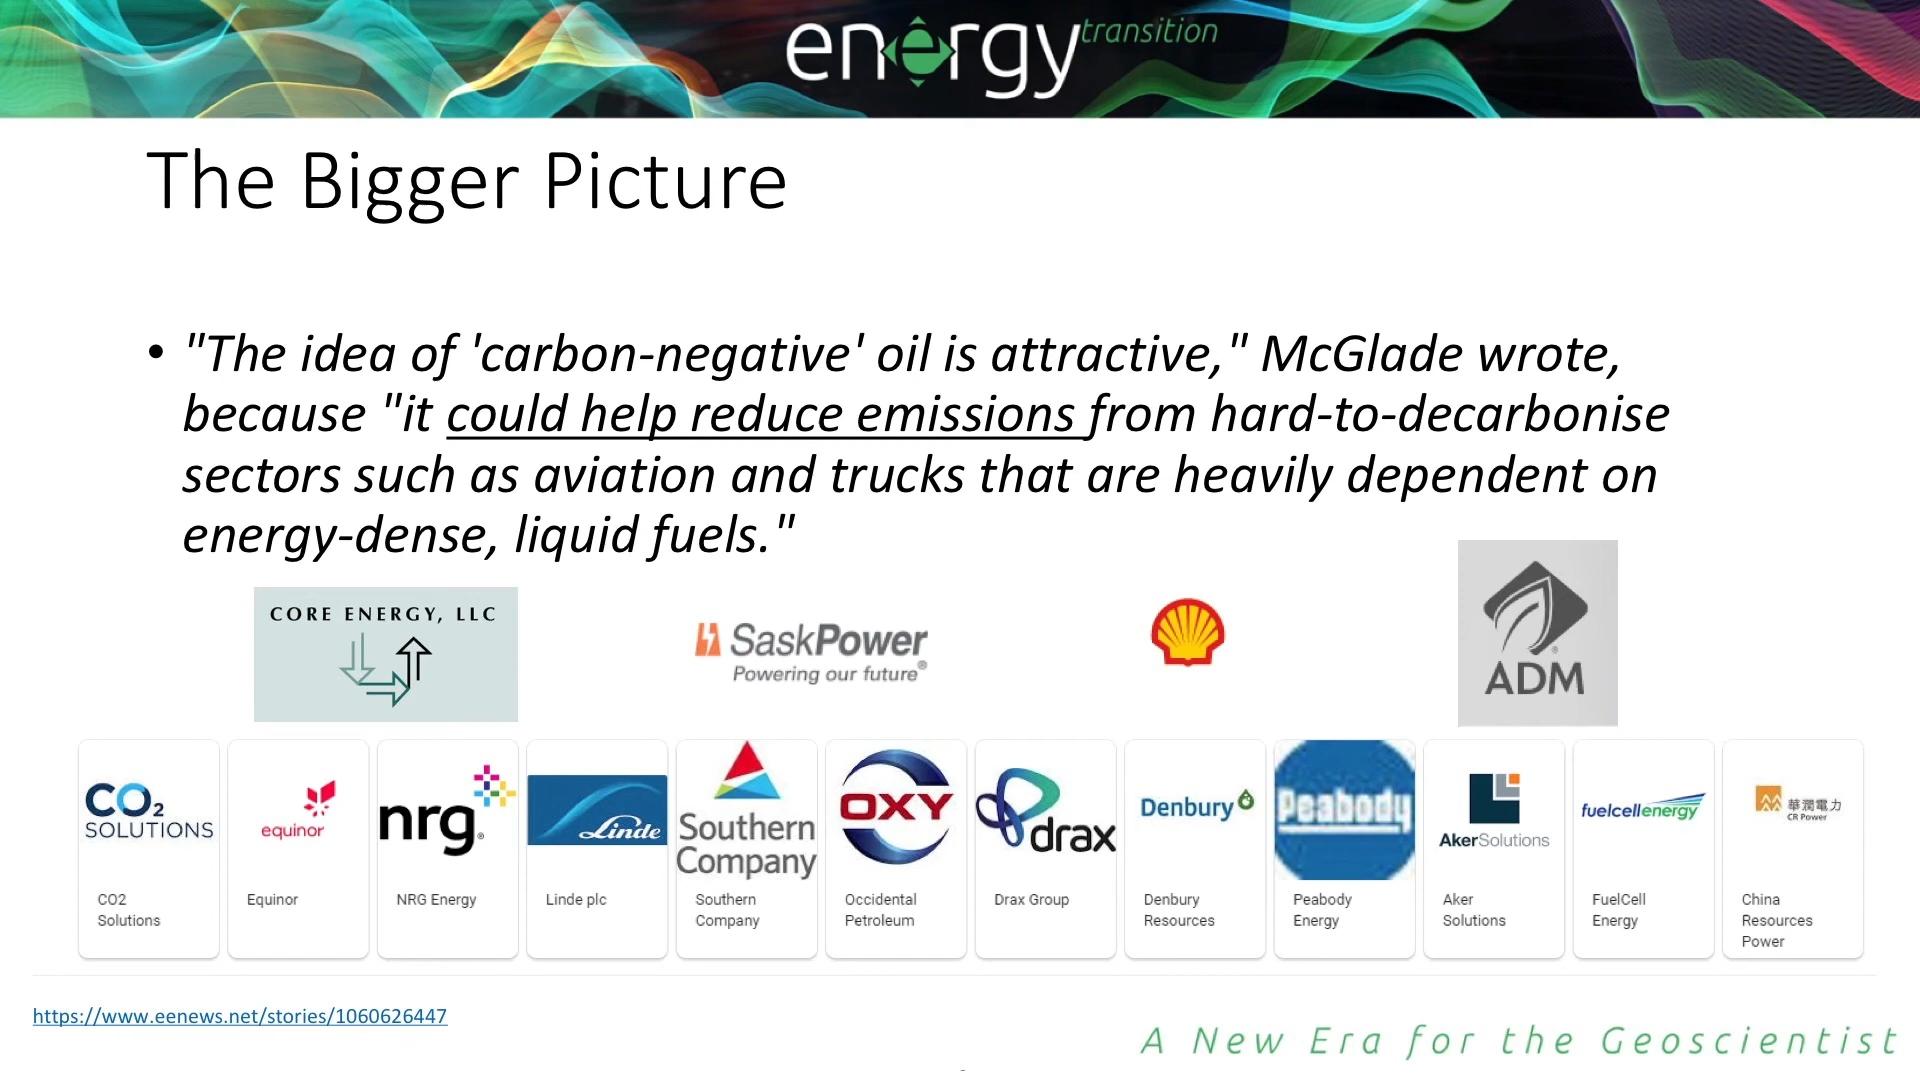 energy transition
The Bigger Picture
• "The idea of 'carbon-negative' oil is attractive," McGlade wrote,
because "it could help reduce emissions from hard-to-decarbonise
sectors such as aviation and trucks that are heavily dependent on
energy-dense, liquid fuels."
CORE ENERGY, LLC
SaskPower
Powering our future®
ADM
CO2
SOLUTIONS
equinor
nrg
Linde
Southern
Company
OXY
drax
Denbury
Peabody
AkerSolutions
fuelcellenergy
華潤電力
CR Power
CO2
Solutions
Equinor
NRG Energy
Linde plc
Southern
Company
Occidental
Petroleum
Drax Group
Denbury
Resources
Peabody
Energy
Aker
Solutions
FuelCell
Energy
China
Resources
Power
https://www.eenews.net/stories/1060626447
A New Era for the Geoscientist